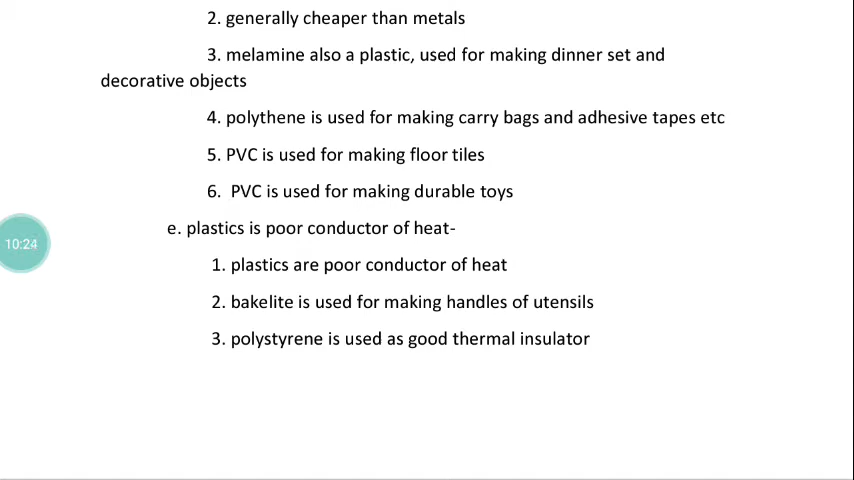 2. generally cheaper than metals
3. melamine also a plastic, used for making dinner set and
decorative objects
4. polythene is used for making carry bags and adhesive tapes etc
5. PVC is used for making floor tiles
6. PVC is used for making durable toys
e. plastics is poor conductor of heat-
10:24
1. plastics are poor conductor of heat
2. bakelite is used for making handles of utensils
3. polystyrene is used as good thermal insulator